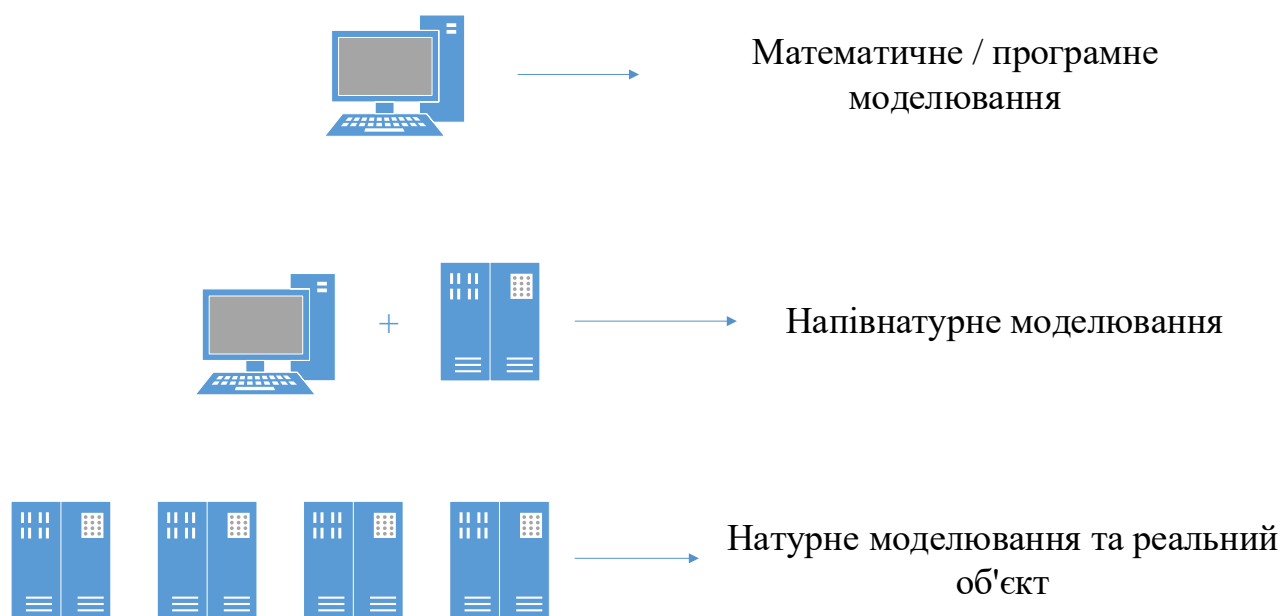 Математичне / програмне
моделювання
+
Напівнатурне моделювання
Натурне моделювання та реальний
об'єкт